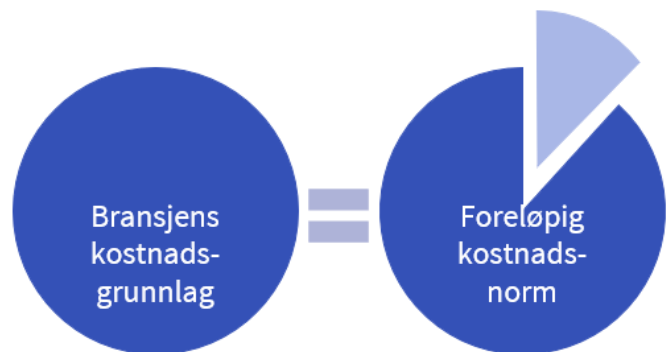 Bransjens
kostnads-
grunnlag
Foreløpig
kostnads-
norm